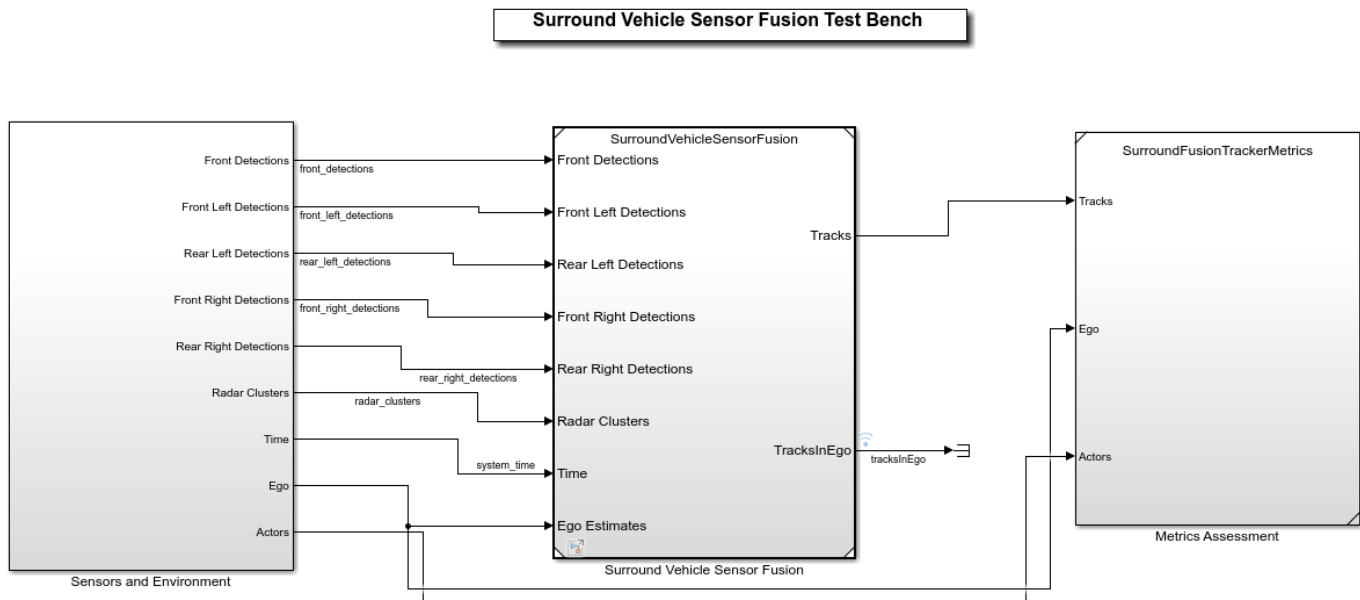 Surround Vehicle Sensor Fusion Test Bench
Front Detections
front_detections
Front Left Detections
front_left_detections
Rear Left Detections
rear_left_detections
Front Right Detections
front_right_detections
Rear Right Detections
rear_right_detections
Radar Clusters
radar_clusters
Time
system_time
Ego
Actors
Sensors and Environment
SurroundVehicleSensorFusion
Front Detections
Front Left Detections
Rear Left Detections
Front Right Detections
Rear Right Detections
Radar Clusters
Time
Ego Estimates
Tracks
TracksInEgo
tracksInEgo
Surround Vehicle Sensor Fusion
SurroundFusionTrackerMetrics
Tracks
Ego
Actors
Metrics Assessment